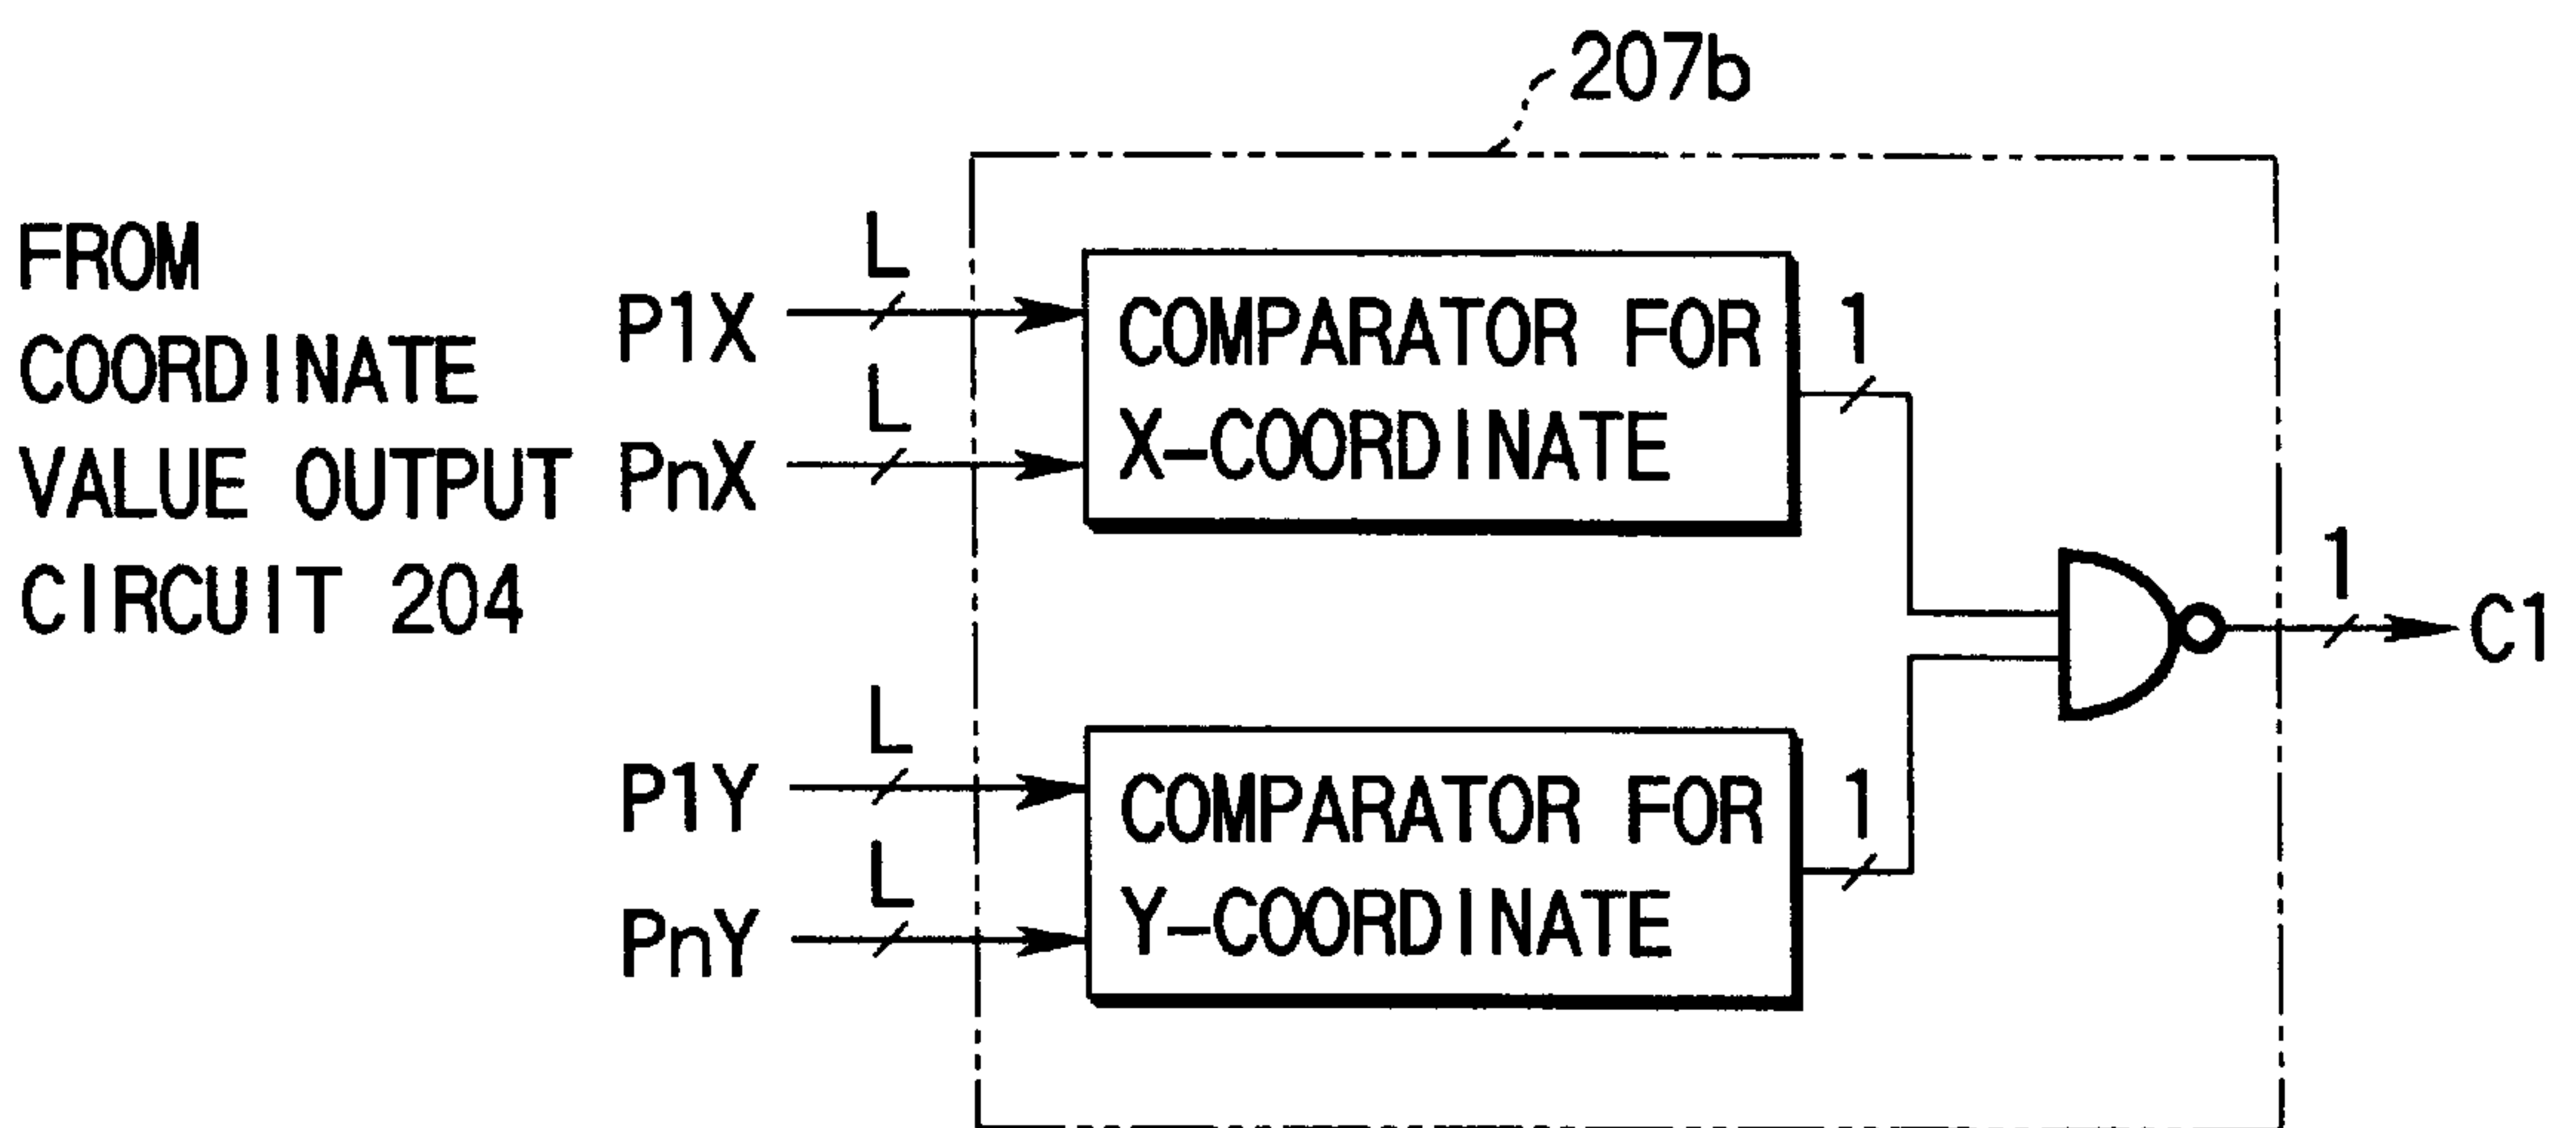 207b
FROM
COORDINATE
VALUE OUTPUT
CIRCUIT 204
P1X
L
PnX
L
COMPARATOR FOR
X-COORDINATE
1
P1Y
L
PnY
L
COMPARATOR FOR
Y-COORDINATE
1
1
C1